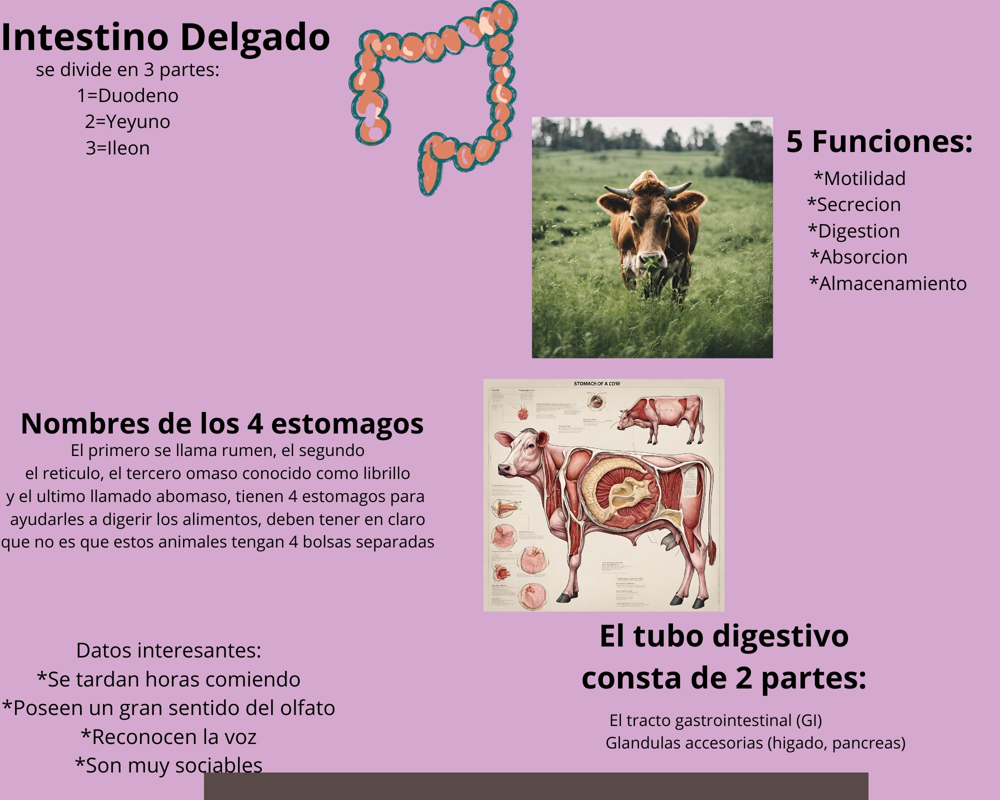 Intestino Delgado
se divide en 3 partes:
1=Duodeno
2=Yeyuno
3=Ileon
5 Funciones:
*Motilidad
*Secrecion
*Digestion
*Absorcion
*Almacenamiento
STOMACH OF A COW
Nombres de los 4 estomagos
El primero se llama rumen, el segundo
el reticulo, el tercero omaso conocido como librillo
y el ultimo llamado abomaso, tienen 4 estomagos para
ayudarles a digerir los alimentos, deben tener en claro
que no es que estos animales tengan 4 bolsas separadas
Datos interesantes:
*Se tardan horas comiendo
*Poseen un gran sentido del olfato
*Reconocen la voz
*Son muy sociables
El tubo digestivo
consta de 2 partes:
El tracto gastrointestinal (GI)
Glandulas accesorias (higado, pancreas)